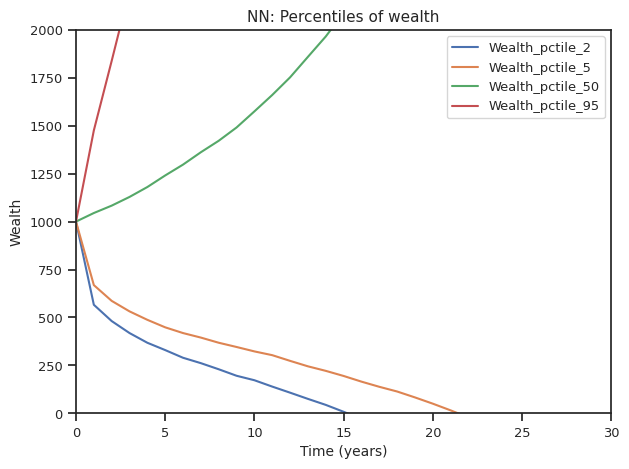 NN: Percentiles of wealth
Wealth_pctile_2
Wealth_pctile_5
Wealth_pctile_50
Wealth_pctile_95
Wealth
2000
1750
1500
1250
1000
750
500
250
0
0 5 10 15 20 25 30
Time (years)